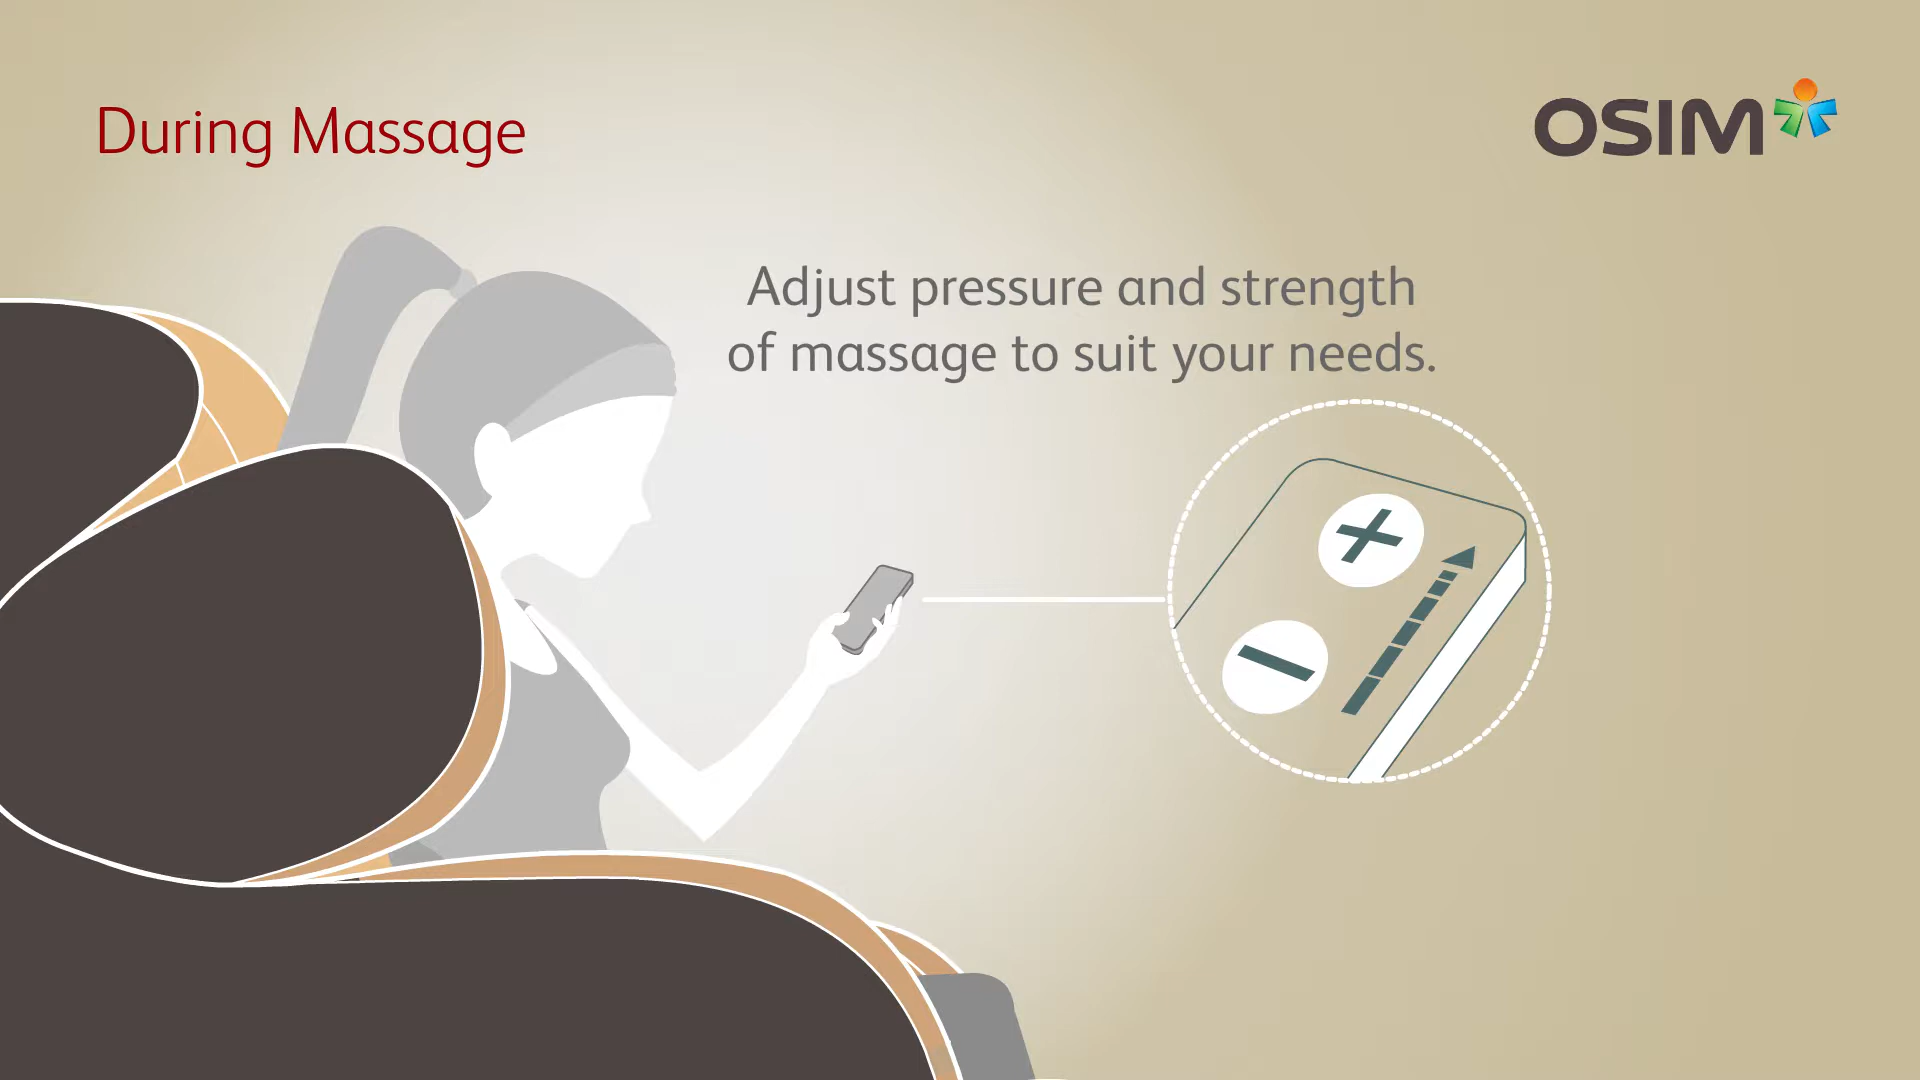 During Massage
OSIM
Adjust pressure and strength
of massage to suit your needs.